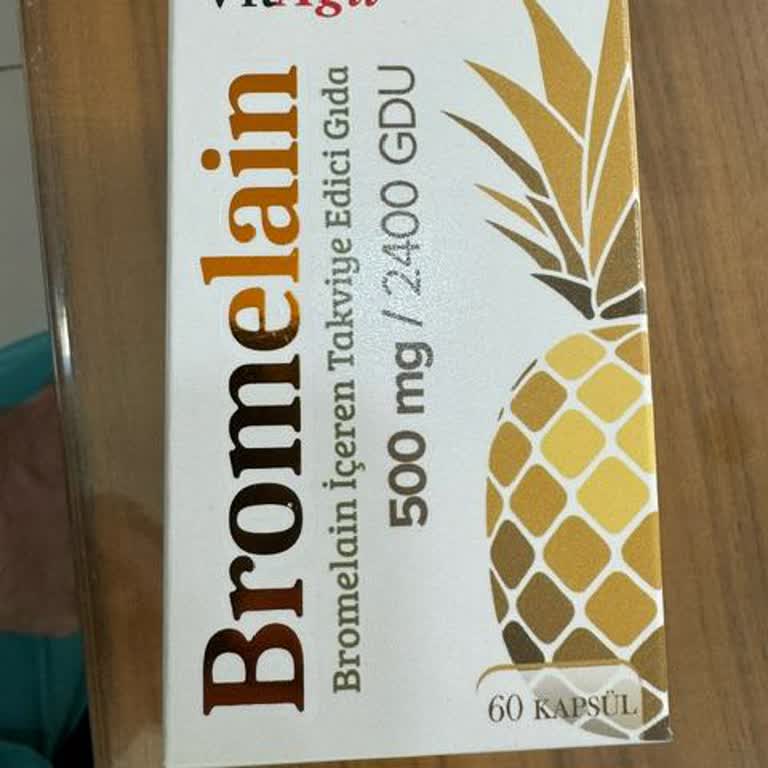 Bromelain
Bromelain İçeren Takviye Edici Gıda
500 mg / 2400 GDU
60 KAPSÜL